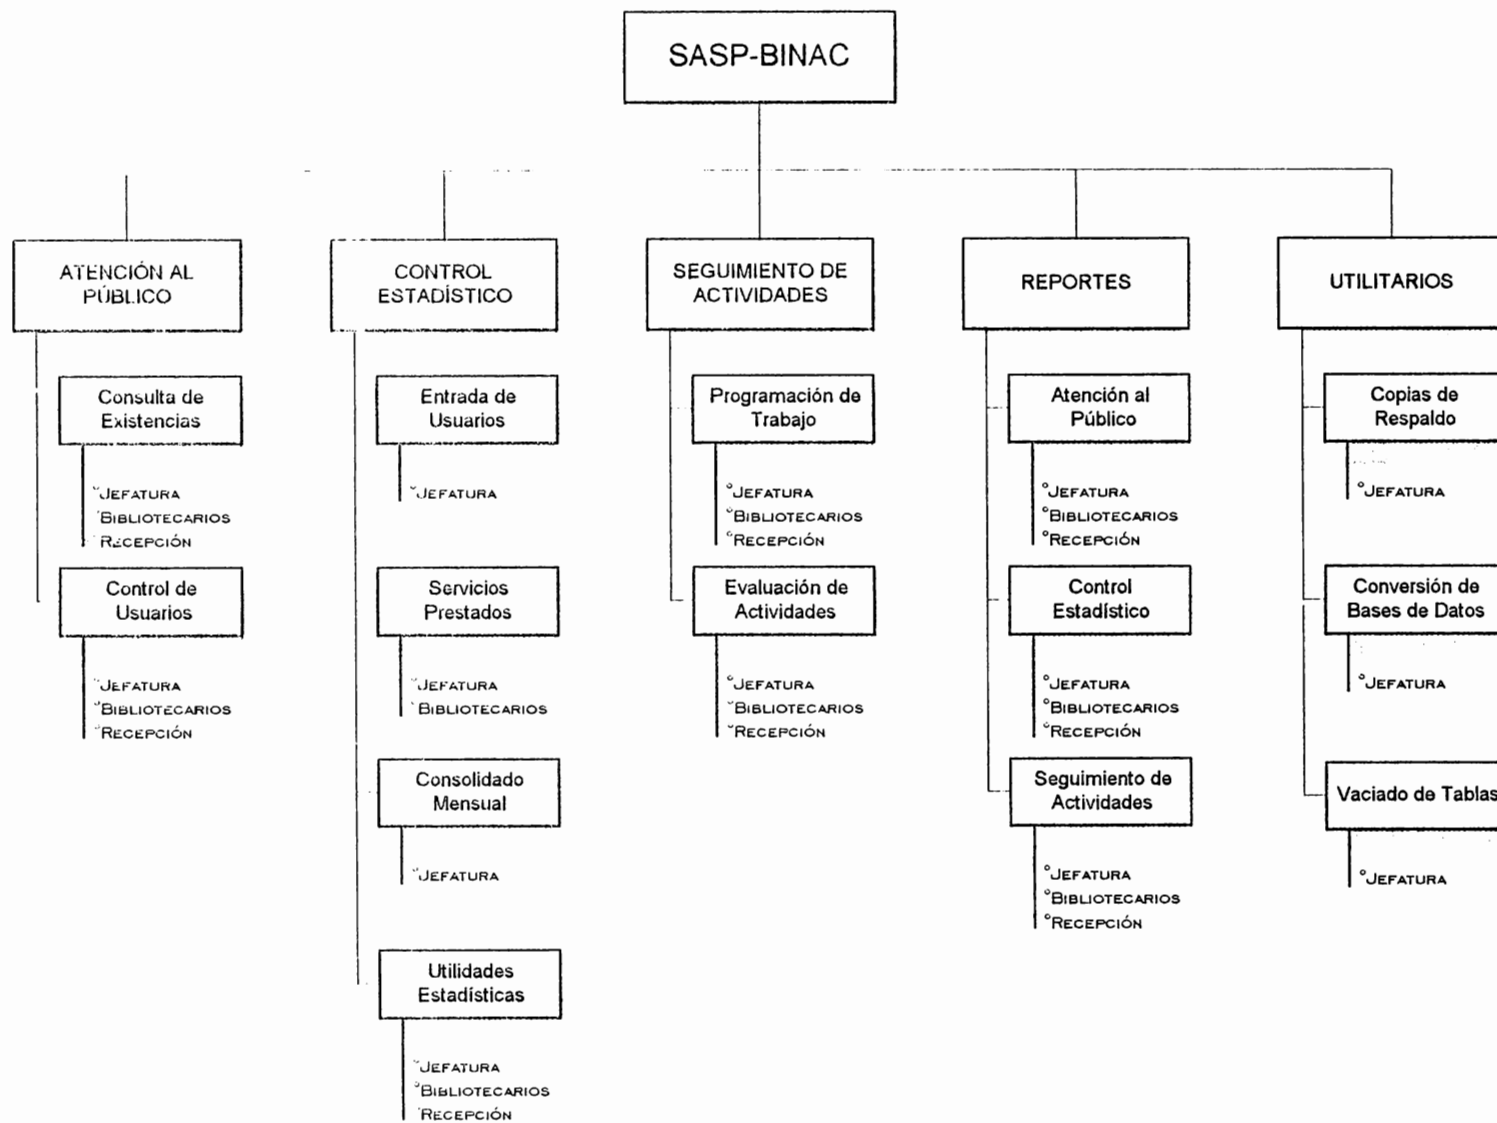 SASP-BINAC
ATENCIÓN AL
PÚBLICO
Consulta de
Existencias
°JEFATURA
°BIBLIOTECARIOS
°RECEPCIÓN
Control de
Usuarios
°JEFATURA
°BIBLIOTECARIOS
°RECEPCIÓN
CONTROL
ESTADÍSTICO
Entrada de
Usuarios
°JEFATURA
Servicios
Prestados
°JEFATURA
°BIBLIOTECARIOS
Consolidado
Mensual
°JEFATURA
Utilidades
Estadísticas
°JEFATURA
°BIBLIOTECARIOS
°RECEPCIÓN
SEGUIMIENTO DE
ACTIVIDADES
Programación de
Trabajo
°JEFATURA
°BIBLIOTECARIOS
°RECEPCIÓN
Evaluación de
Actividades
°JEFATURA
°BIBLIOTECARIOS
°RECEPCIÓN
REPORTES
Atención al
Público
°JEFATURA
°BIBLIOTECARIOS
°RECEPCIÓN
Control
Estadístico
°JEFATURA
°BIBLIOTECARIOS
°RECEPCIÓN
Seguimiento de
Actividades
°JEFATURA
°BIBLIOTECARIOS
°RECEPCIÓN
UTILITARIOS
Copias de
Respaldo
°JEFATURA
Conversión de
Bases de Datos
°JEFATURA
Vaciado de Tablas
°JEFATURA